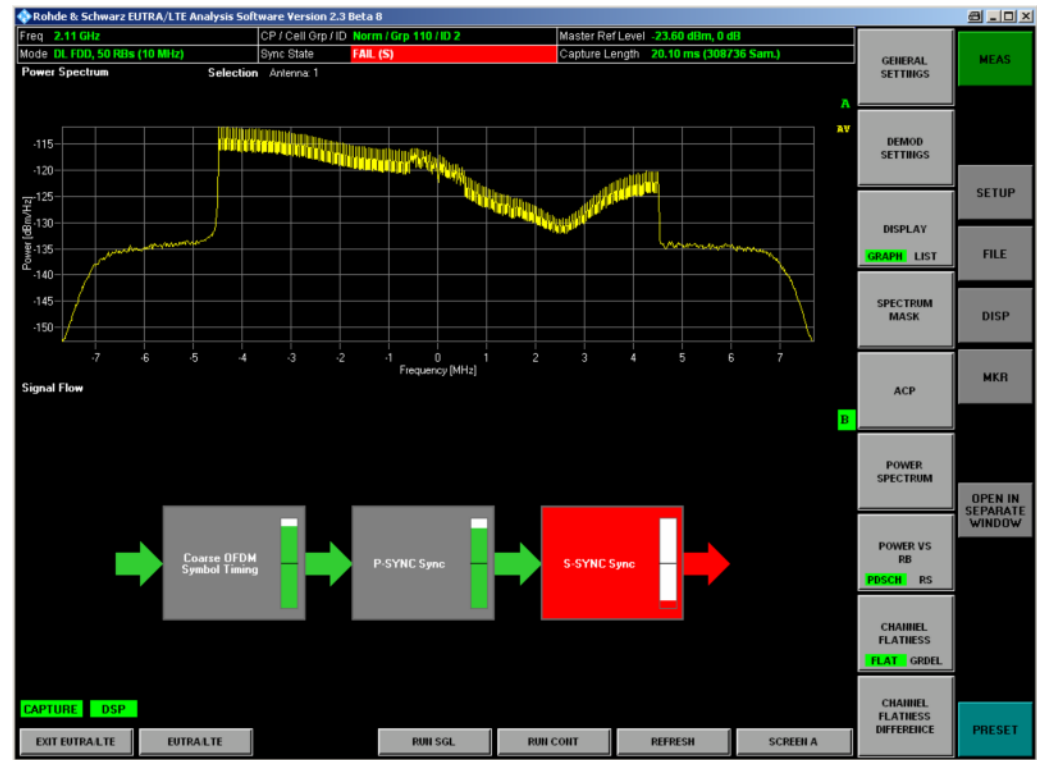 Rohde & Schwarz EUTRA/LTE Analysis Software Version 2.3 Beta 8
Freq 2.11 GHz CP / Cell Grp / ID Norm / Grp 110 / ID 2 Master Ref Level -23.60 dBm, 0 dB
Mode DL FDD, 50 RBs (10 MHz) Sync State FAIL (S) Capture Length 20.10 ms (308736 Sam.)
Power Spectrum Selection Antenna: 1
A
AV
-115
-120
-125
-130
-135
-140
-145
-150
Power [dBm/Hz]
-7 -6 -5 -4 -3 -2 -1 0 1 2 3 4 5 6 7
Frequency [MHz]
Signal Flow
B
Coarse OFDM
Symbol Timing
P-SYNC Sync
S-SYNC Sync
CAPTURE DSP
EXIT EUTRA/LTE EUTRA/LTE RUN SGL RUN CONT REFRESH SCREEN A
GENERAL
SETTINGS
DEMOD
SETTINGS
DISPLAY
GRAPH LIST
SPECTRUM
MASK
ACP
POWER
SPECTRUM
POWER VS
RB
PDSCH RS
CHANNEL
FLATNESS
FLAT GRDEL
CHANNEL
FLATNESS
DIFFERENCE
MEAS
SETUP
FILE
DISP
MKR
OPEN IN
SEPARATE
WINDOW
PRESET